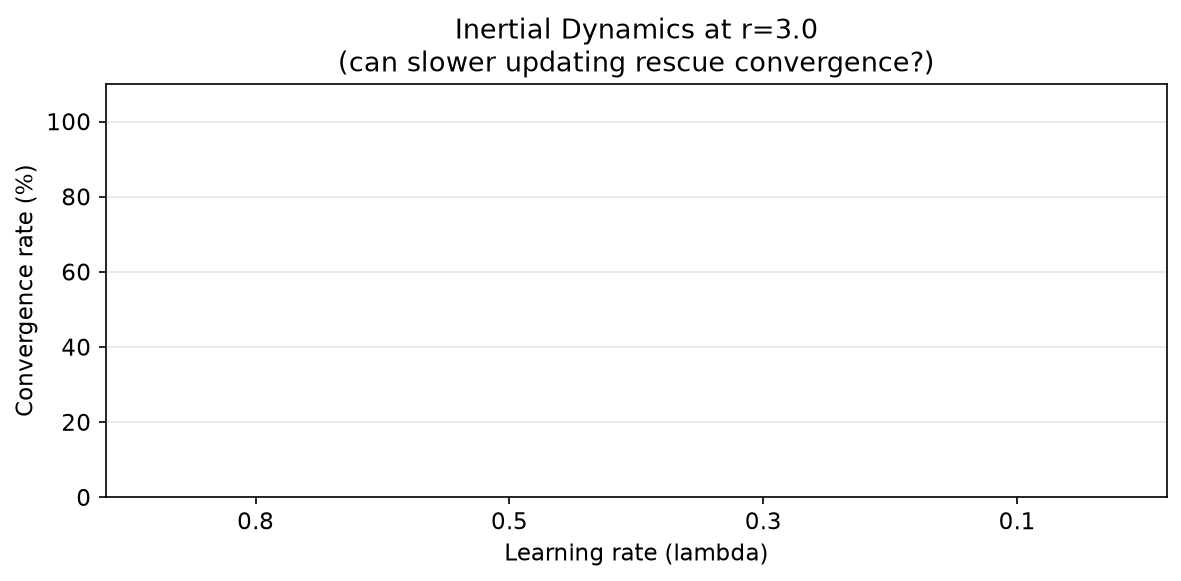 Inertial Dynamics at r=3.0
(can slower updating rescue convergence?)
Convergence rate (%)
100
80
60
40
20
0
0.8 0.5 0.3 0.1
Learning rate (lambda)